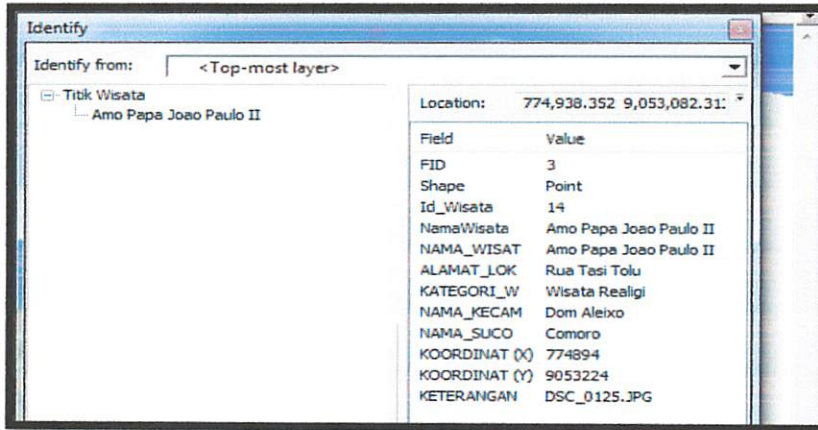 Identify
Identify from: <Top-most layer>
Titik Wisata
Amo Papa Joao Paulo II
Location: 774,938.352 9,053,082.31
Field Value
FID 3
Shape Point
Id_Wisata 14
NamaWisata Amo Papa Joao Paulo II
NAMA_WISAT Amo Papa Joao Paulo II
ALAMAT_LOK Rua Tasi Tolu
KATEGORI_W Wisata Realigi
NAMA_KECAM Dom Aleixo
NAMA_SUCO Comoro
KOORDINAT (X) 774894
KOORDINAT (Y) 9053224
KETERANGAN DSC_0125.JPG